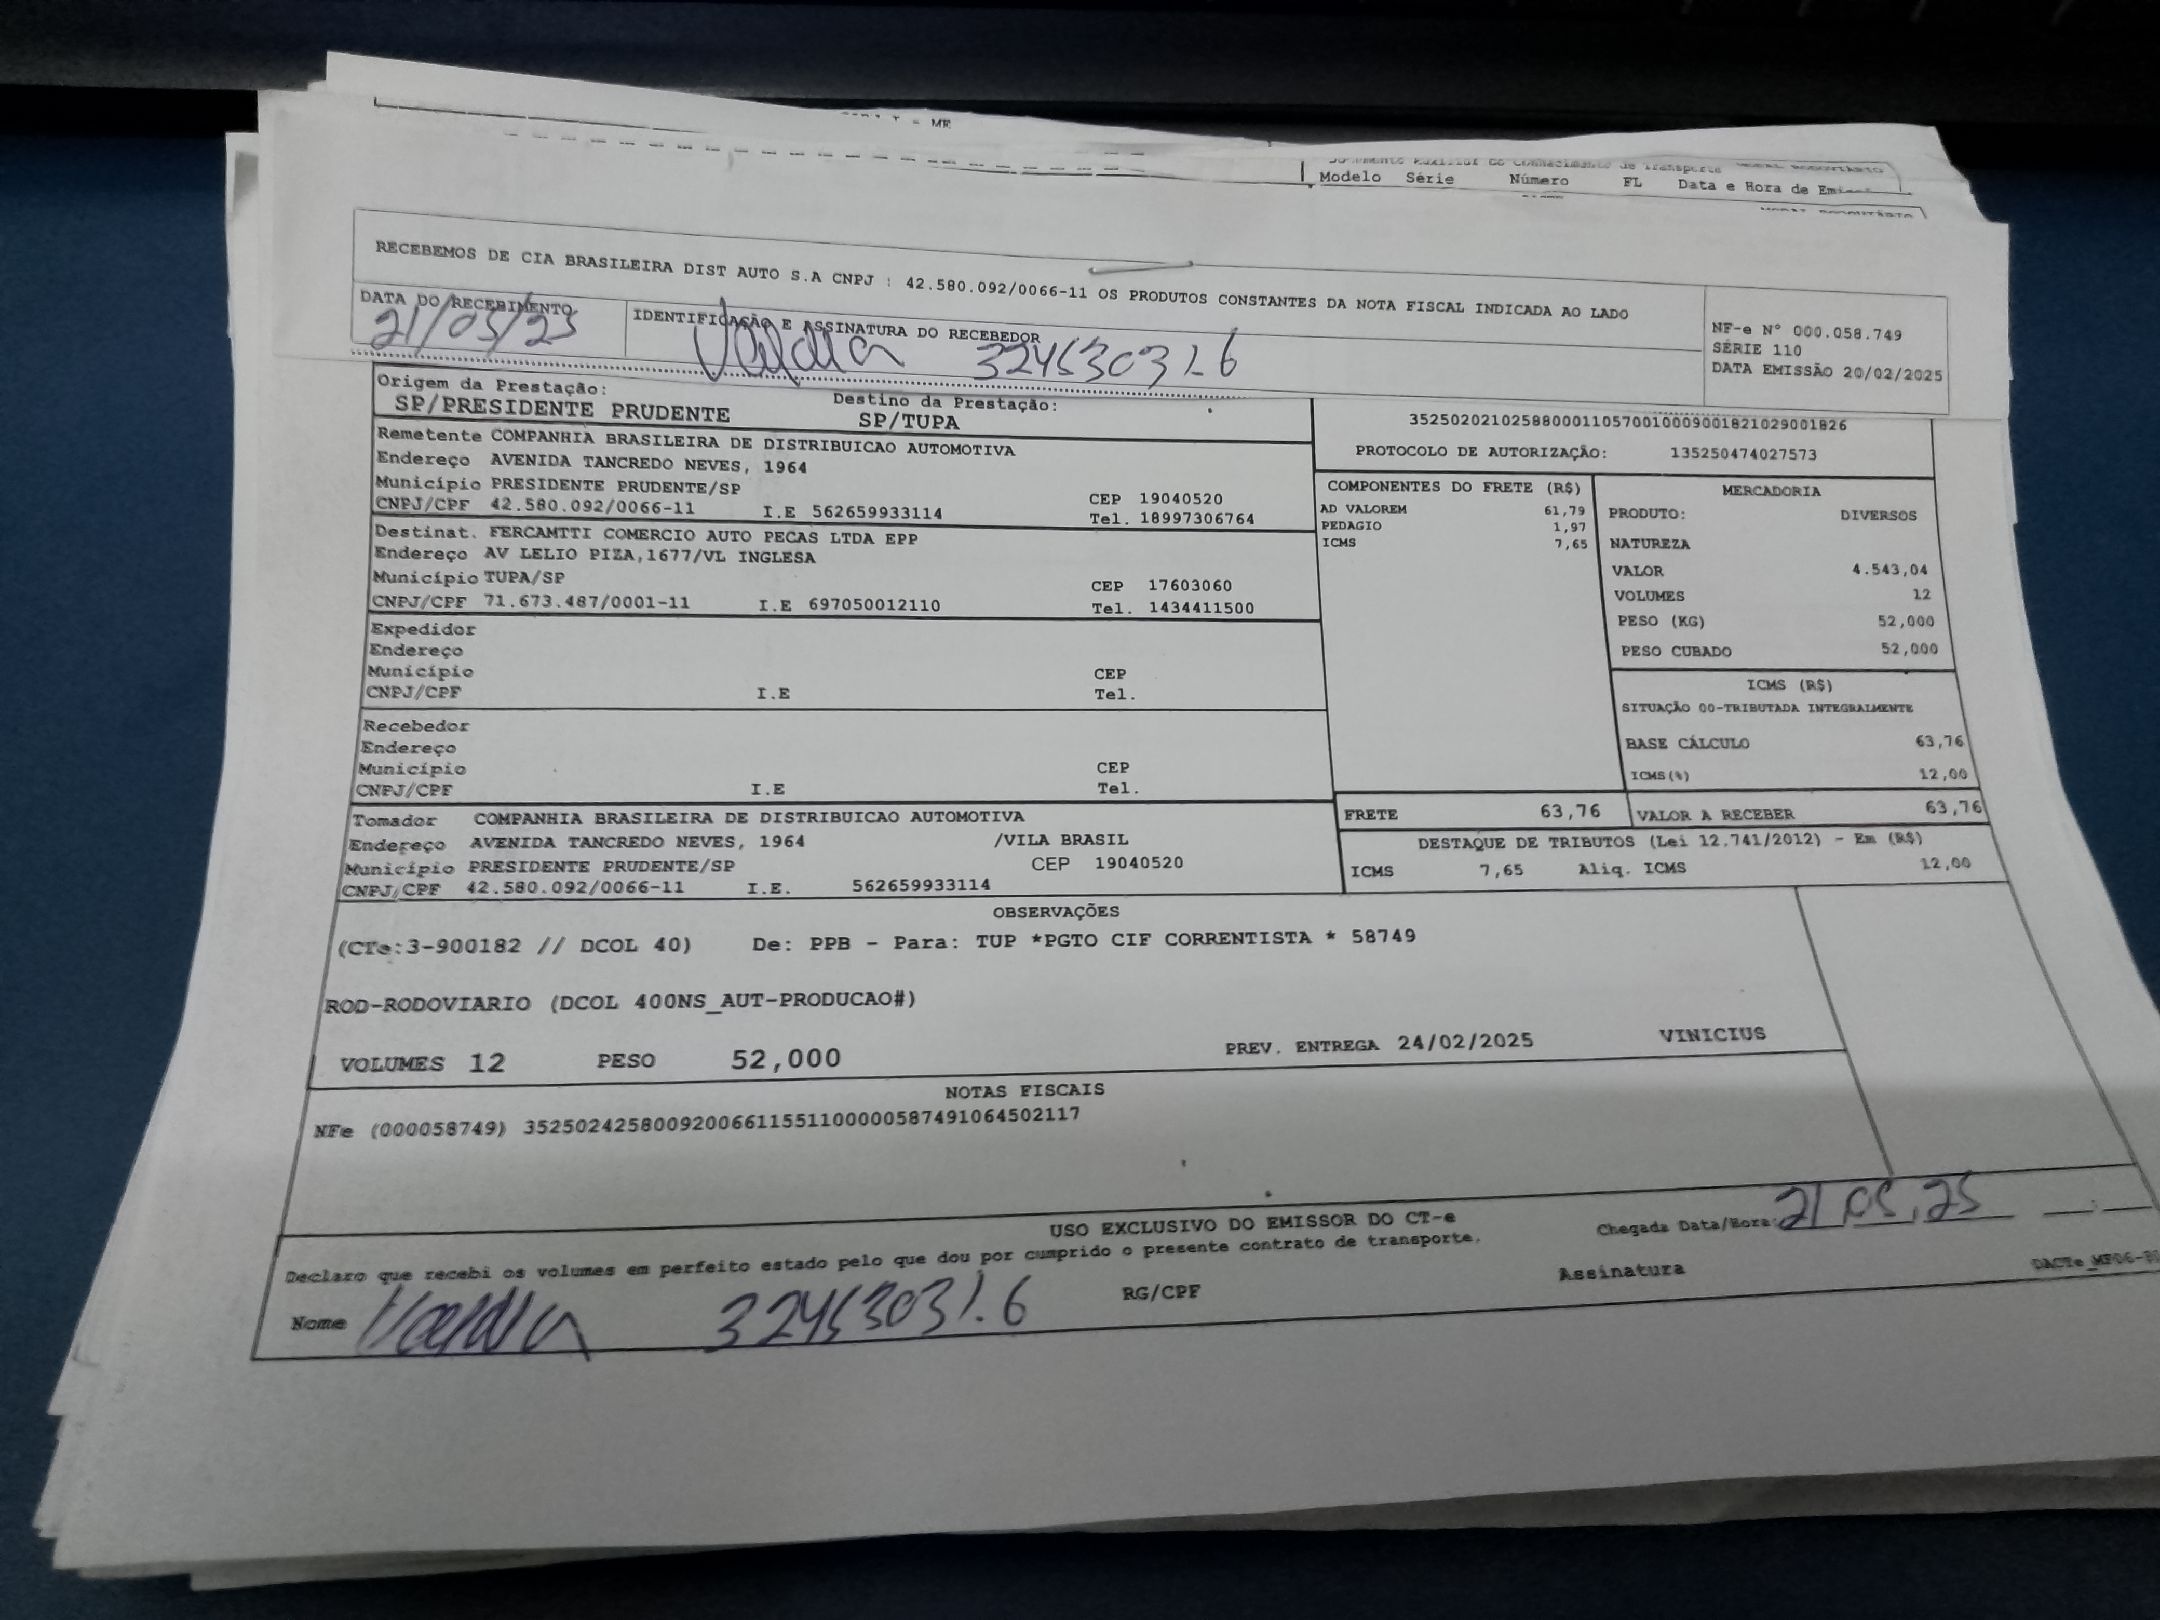 - ME
Modelo Série Número FL Data e Hora de
RECEBEMOS DE CIA BRASILEIRA DIST AUTO S.A CNPJ : 42.580.092/0066-11 OS PRODUTOS CONSTANTES DA NOTA FISCAL INDICADA AO LADO
DATA DO RECEBIMENTO
21/05/25
IDENTIFICAÇÃO E ASSINATURA DO RECEBEDOR
NF-e N° 000.058.749
SÉRIE 110
DATA EMISSÃO 20/02/2025
Origem da Prestação:
SP/PRESIDENTE PRUDENTE
Destino da Prestação:
SP/TUPA
Remetente COMPANHIA BRASILEIRA DE DISTRIBUICAO AUTOMOTIVA
Endereço AVENIDA TANCREDO NEVES, 1964
Município PRESIDENTE PRUDENTE/SP CEP 19040520
CNPJ/CPF 42.580.092/0066-11 I.E 562659933114 Tel. 18997306764
Destinat. FERCAMTTI COMERCIO AUTO PECAS LTDA EPP
Endereço AV LELIO PIZA,1677/VL INGLESA
Município TUPA/SP CEP 17603060
CNPJ/CPF 71.673.487/0001-11 I.E 697050012110 Tel. 1434411500
Expedidor
Endereço
Município CEP
CNPJ/CPF I.E Tel.
Recebedor
Endereço
Município CEP
CNPJ/CPF I.E Tel.
Tomador COMPANHIA BRASILEIRA DE DISTRIBUICAO AUTOMOTIVA
Endereço AVENIDA TANCREDO NEVES, 1964 /VILA BRASIL
Município PRESIDENTE PRUDENTE/SP CEP 19040520
CNPJ/CPF 42.580.092/0066-11 I.E. 562659933114
35250202102588000110570010009001821029001826
PROTOCOLO DE AUTORIZAÇÃO: 135250474027573
COMPONENTES DO FRETE (R$)
AD VALOREM 61,79
PEDAGIO 1,97
ICMS 7,65
MERCADORIA
PRODUTO: DIVERSOS
NATUREZA
VALOR 4.543,04
VOLUMES 12
PESO (KG) 52,000
PESO CUBADO 52,000
ICMS (R$)
SITUAÇÃO 00-TRIBUTADA INTEGRALMENTE
BASE CÁLCULO 63,76
ICMS(%) 12,00
FRETE 63,76 VALOR A RECEBER 63,76
DESTAQUE DE TRIBUTOS (Lei 12.741/2012) - Em (R$)
ICMS 7,65 Aliq. ICMS 12,00
OBSERVAÇÕES
(CTe:3-900182 // DCOL 40) De: PPB - Para: TUP *PGTO CIF CORRENTISTA * 58749
ROD-RODOVIARIO (DCOL 400NS_AUT-PRODUCAO#)
VOLUMES 12 PESO 52,000 PREV. ENTREGA 24/02/2025 VINICIUS
NOTAS FISCAIS
NFe (000058749) 35250242580092006611551100000587491064502117
USO EXCLUSIVO DO EMISSOR DO CT-e
Declaro que recebi os volumes em perfeito estado pelo que dou por cumprido o presente contrato de transporte.
Chegada Data/Hora: 21/05/25
Nome RG/CPF Assinatura